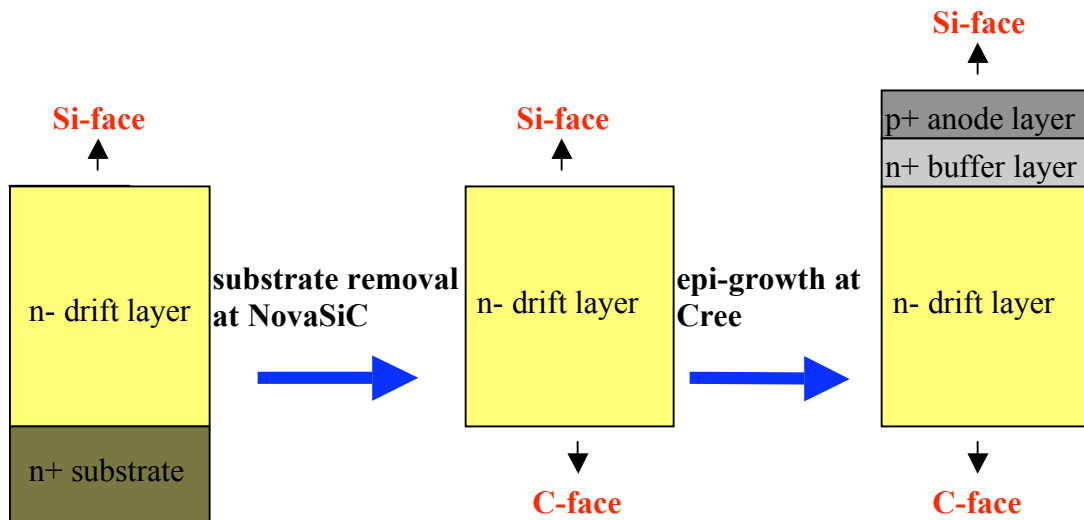 Si-face
n- drift layer
n+ substrate
substrate removal
at NovaSiC
Si-face
n- drift layer
C-face
epi-growth at
Cree
Si-face
p+ anode layer
n+ buffer layer
n- drift layer
C-face